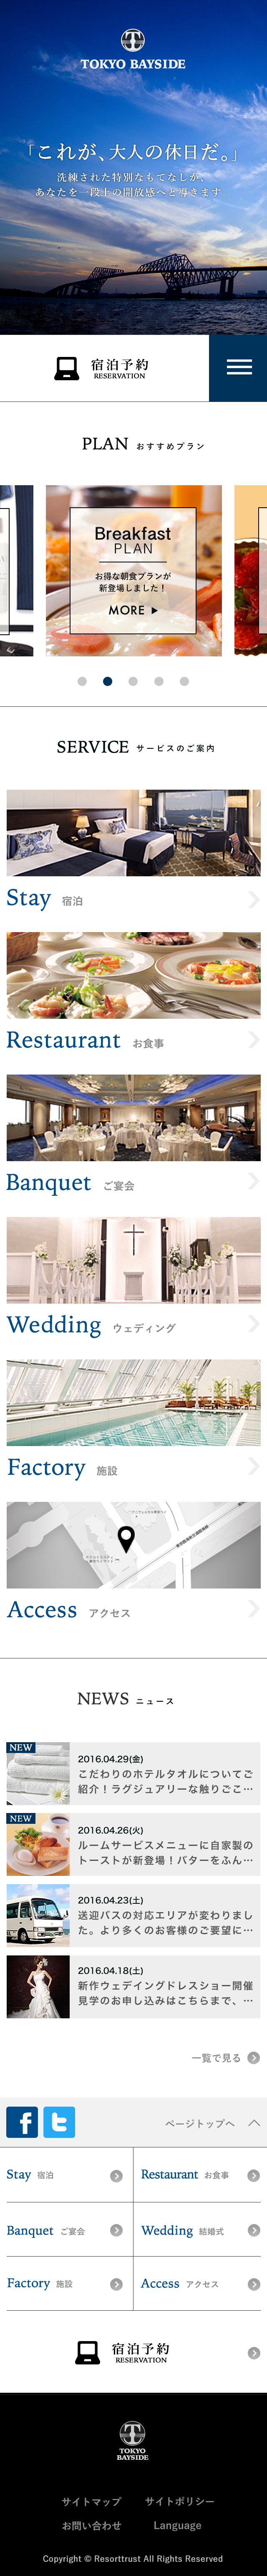 TOKYO BAYSIDE
「これが、大人の休日だ。」
洗練された特別なもてなしが、
あなたを一段上の開放感へと導きます
宿泊予約
RESERVATION
PLAN おすすめプラン
Breakfast
PLAN
お得な朝食プランが
新登場しました！
MORE ▶
SERVICE サービスのご案内
Stay 宿泊
Restaurant お食事
Banquet ご宴会
Wedding ウェディング
Factory 施設
Access アクセス
NEWS ニュース
NEW
2016.04.29(金)
こだわりのホテルタオルについてご
紹介！ラグジュアリーな触りごこ…
NEW
2016.04.26(火)
ルームサービスメニューに自家製の
トーストが新登場！バターをふん…
2016.04.23(土)
送迎バスの対応エリアが変わりまし
た。より多くのお客様のご要望に…
2016.04.18(土)
新作ウェデイングドレスショー開催
見学のお申し込みはこちらまで、…
一覧で見る
ページトップへ
Stay 宿泊
Restaurant お食事
Banquet ご宴会
Wedding 結婚式
Factory 施設
Access アクセス
宿泊予約
RESERVATION
TOKYO
BAYSIDE
サイトマップ
サイトポリシー
お問い合わせ
Language
Copyright © Resorttrust All Rights Reserved